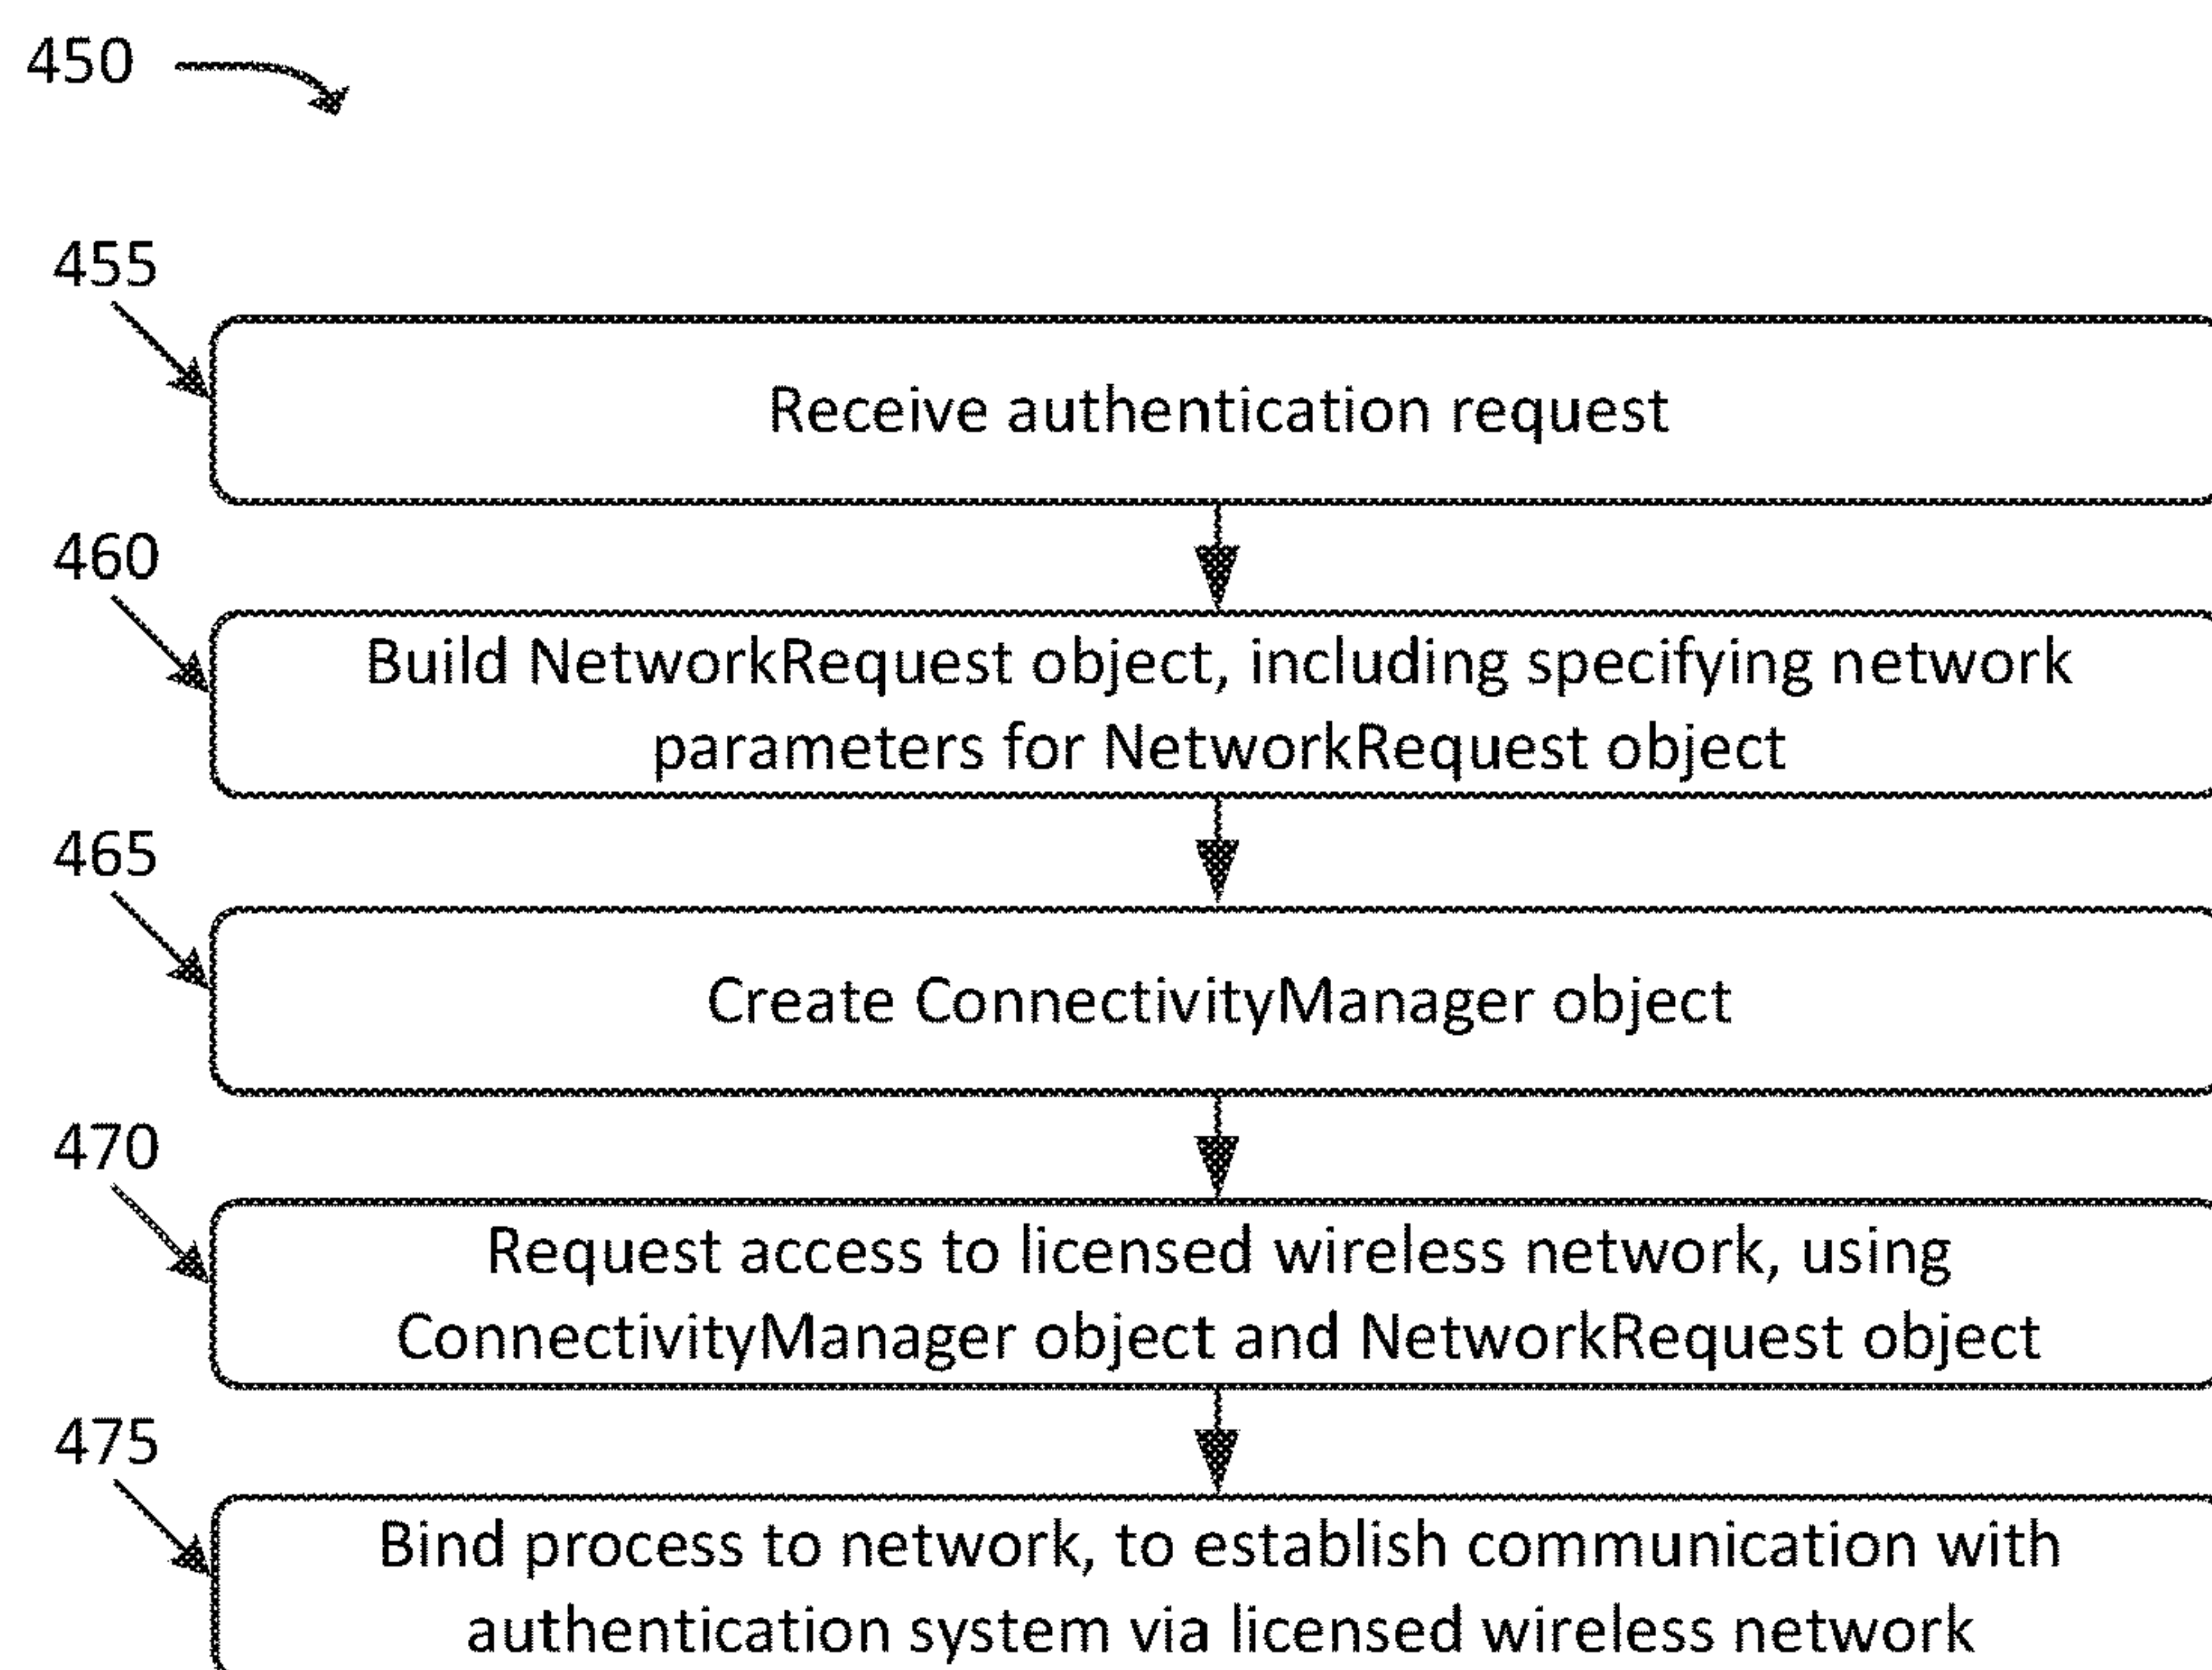 450
455
Receive authentication request
460
Build NetworkRequest object, including specifying network
parameters for NetworkRequest object
465
Create ConnectivityManager object
470
Request access to licensed wireless network, using
ConnectivityManager object and NetworkRequest object
475
Bind process to network, to establish communication with
authentication system via licensed wireless network